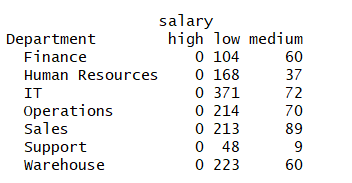 salary
Department high low medium
Finance 0 104 60
Human Resources 0 168 37
IT 0 371 72
Operations 0 214 70
Sales 0 213 89
Support 0 48 9
Warehouse 0 223 60